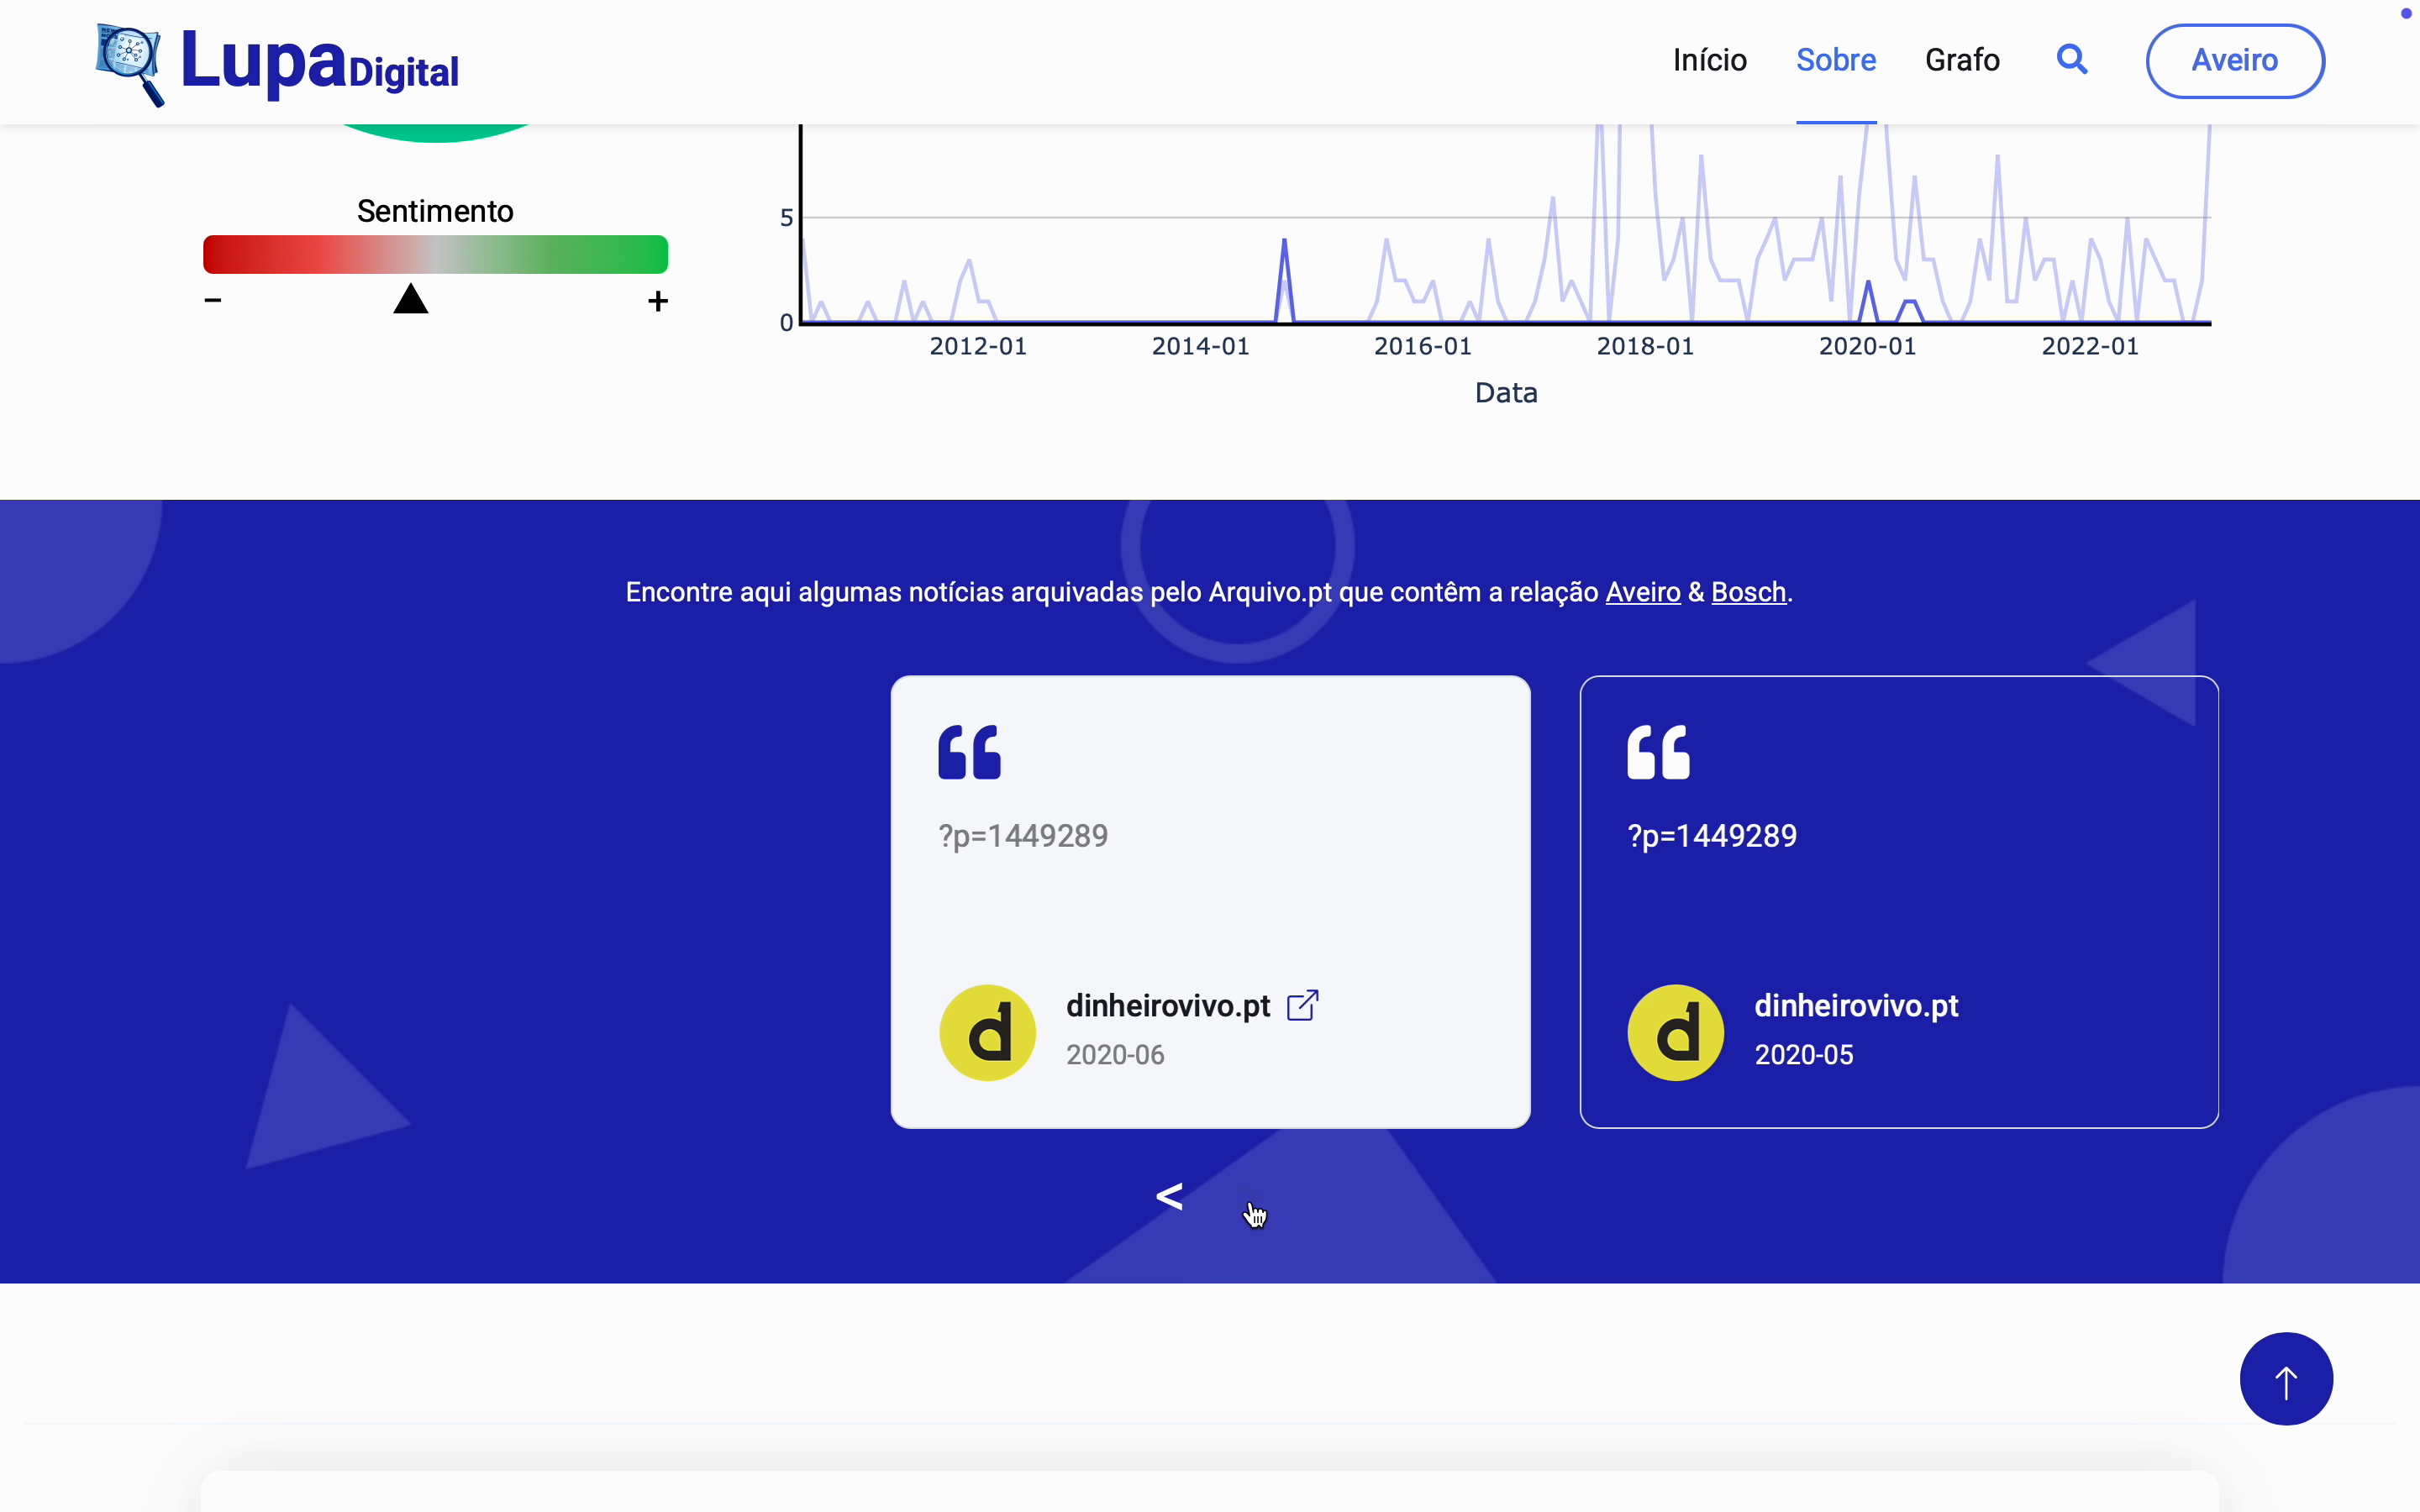 LupaDigital
Início Sobre Grafo Aveiro
Sentimento
− +
5
0
2012-01 2014-01 2016-01 2018-01 2020-01 2022-01
Data
Encontre aqui algumas notícias arquivadas pelo Arquivo.pt que contêm a relação Aveiro & Bosch.
?p=1449289
dinheirovivo.pt
2020-06
?p=1449289
dinheirovivo.pt
2020-05
<